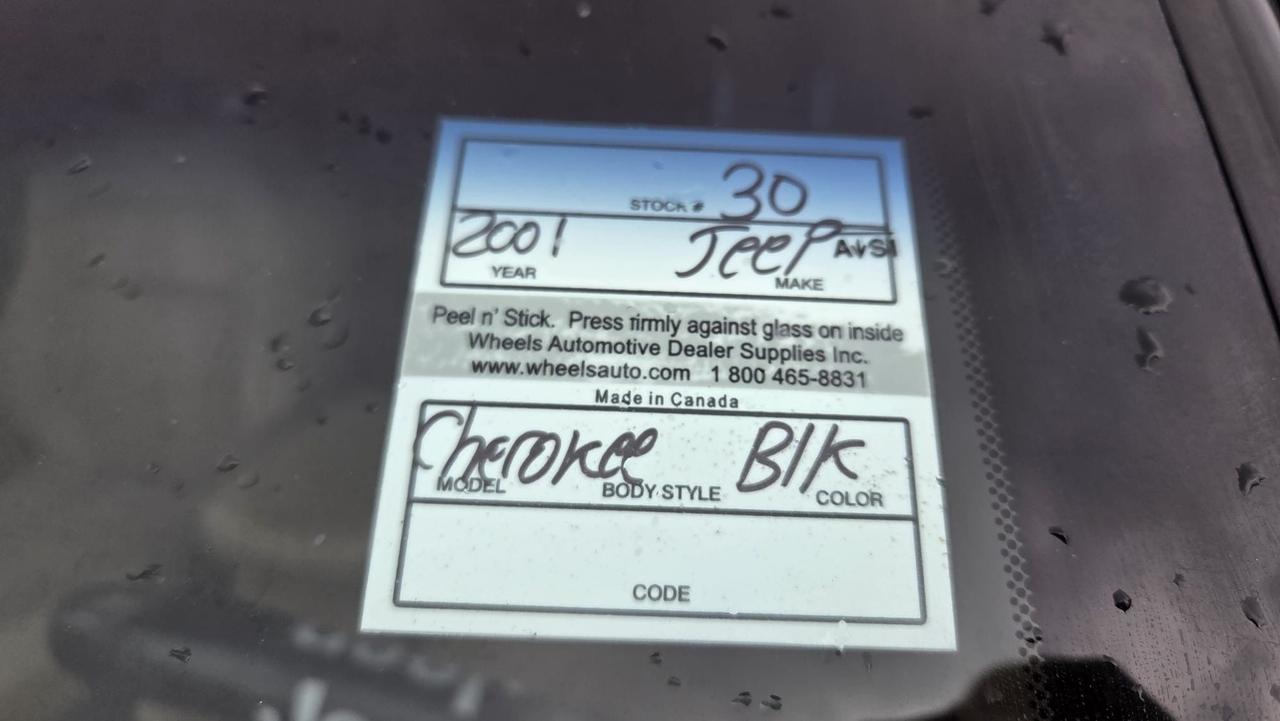 STOCK # 30
2001 Jeep
YEAR MAKE
Peel n' Stick. Press firmly against glass on inside
Wheels Automotive Dealer Supplies Inc.
www.wheelsauto.com 1 800 465-8831
Made in Canada
Cherokee Blk
MODEL BODY STYLE COLOR
CODE